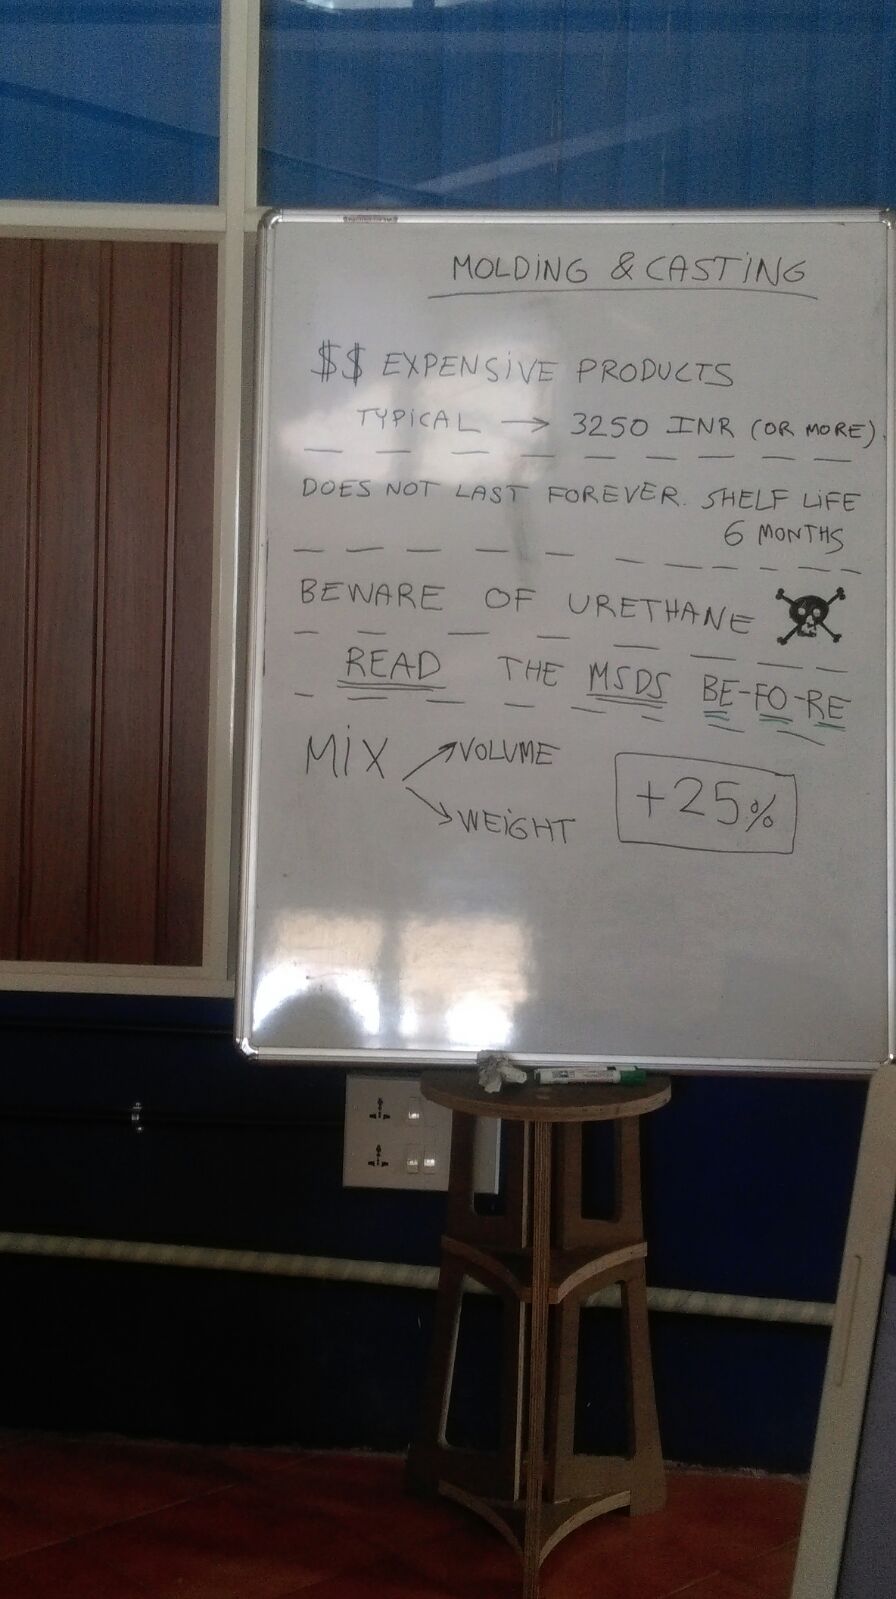 MOLDING & CASTING
$$ EXPENSIVE PRODUCTS
TYPICAL → 3250 INR (OR MORE).
DOES NOT LAST FOREVER. SHELF LIFE
6 MONTHS
BEWARE OF URETHANE
READ THE MSDS BE-FO-RE
MIX VOLUME
WEIGHT
+25%